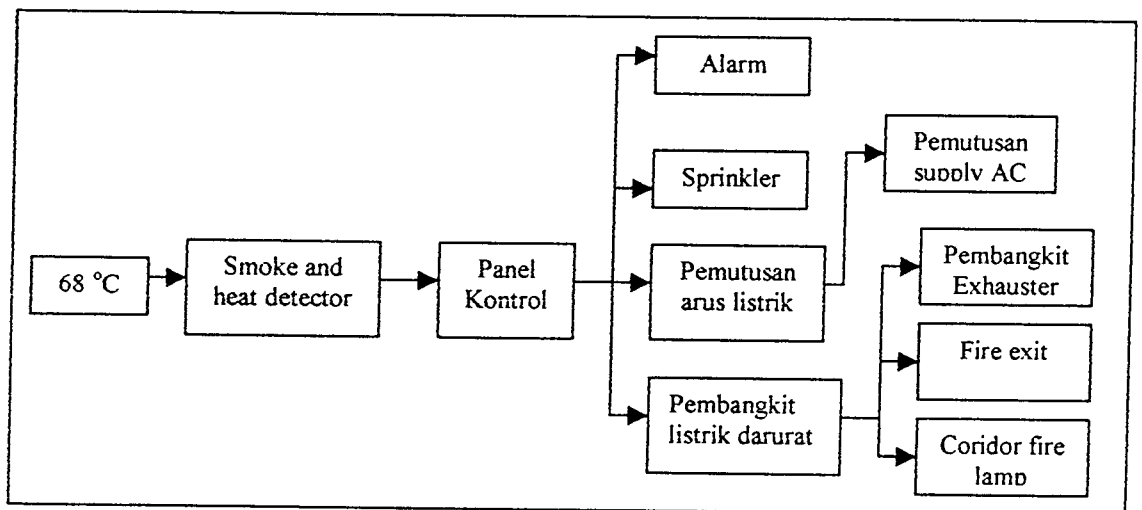 68 °C
Smoke and
heat detector
Panel
Kontrol
Alarm
Sprinkler
Pemutusan
arus listrik
Pembangkit
listrik darurat
Pemutusan
supply AC
Pembangkit
Exhauster
Fire exit
Coridor fire
lamp